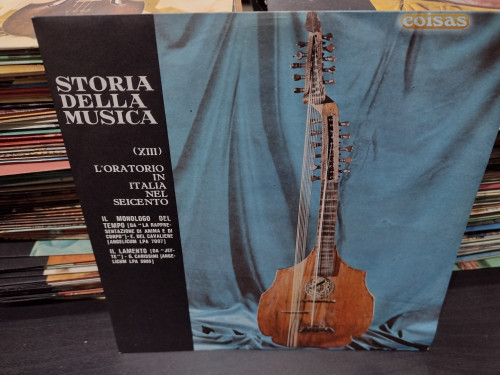 coisas
STORIA
DELLA
MUSICA
(XIII)
L'ORATORIO
IN
ITALIA
NEL
SEICENTO
IL MONOLOGO DEL
TEMPO [DA "LA RAPPRE-
SENTAZIONE DI ANIMA E DI
CORPO"] - E. DEL CAVALIERE
[ANGELICUM LPA 7007]
IL LAMENTO [DA "JEF-
TE"] - G. CARISSIMI [ANGE-
LICUM LPA 5968]